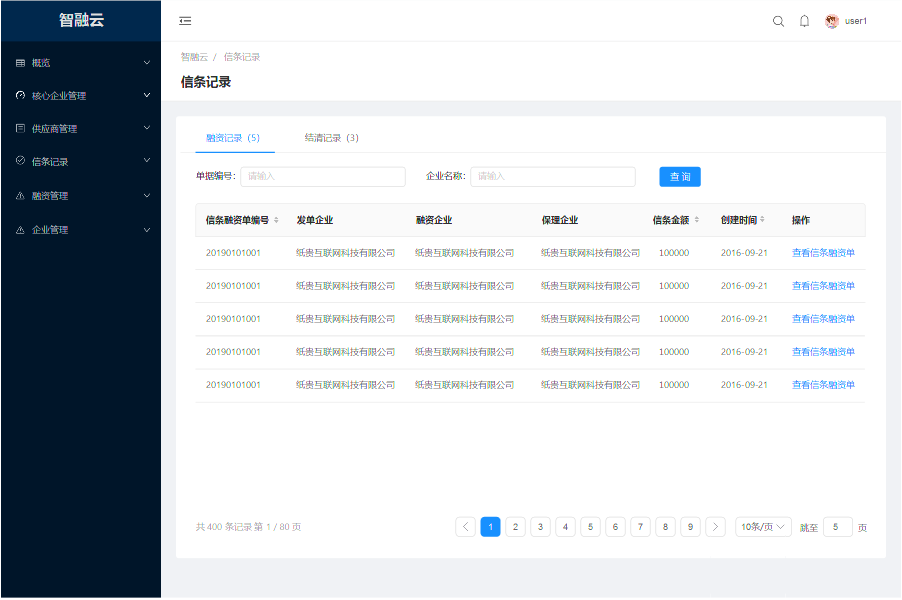 智融云
user1
概览
核心企业管理
供应商管理
信条记录
融资管理
企业管理
智融云 / 信条记录
信条记录
融资记录（5） 结清记录（3）
单据编号： 请输入 企业名称： 请输入 查 询
信条融资单编号 发单企业 融资企业 保理企业 信条金额 创建时间 操作
20190101001 纸贵互联网科技有限公司 纸贵互联网科技有限公司 纸贵互联网科技有限公司 100000 2016-09-21 查看信条融资单
20190101001 纸贵互联网科技有限公司 纸贵互联网科技有限公司 纸贵互联网科技有限公司 100000 2016-09-21 查看信条融资单
20190101001 纸贵互联网科技有限公司 纸贵互联网科技有限公司 纸贵互联网科技有限公司 100000 2016-09-21 查看信条融资单
20190101001 纸贵互联网科技有限公司 纸贵互联网科技有限公司 纸贵互联网科技有限公司 100000 2016-09-21 查看信条融资单
20190101001 纸贵互联网科技有限公司 纸贵互联网科技有限公司 纸贵互联网科技有限公司 100000 2016-09-21 查看信条融资单
共 400 条记录 第 1 / 80 页 1 2 3 4 5 6 7 8 9 10条/页 跳至 5 页